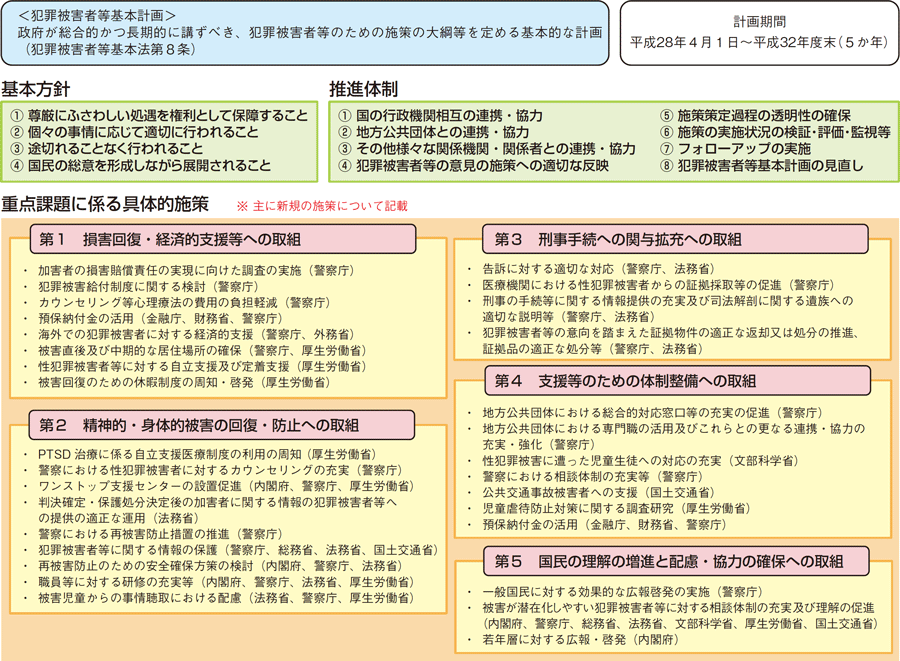 ＜犯罪被害者等基本計画＞
政府が総合的かつ長期的に講ずべき、犯罪被害者等のための施策の大綱等を定める基本的な計画
（犯罪被害者等基本法第８条）
計画期間
平成28年４月１日～平成32年度末（５か年）
基本方針
① 尊厳にふさわしい処遇を権利として保障すること
② 個々の事情に応じて適切に行われること
③ 途切れることなく行われること
④ 国民の総意を形成しながら展開されること
推進体制
① 国の行政機関相互の連携・協力
② 地方公共団体との連携・協力
③ その他様々な関係機関・関係者との連携・協力
④ 犯罪被害者等の意見の施策への適切な反映
⑤ 施策策定過程の透明性の確保
⑥ 施策の実施状況の検証・評価・監視等
⑦ フォローアップの実施
⑧ 犯罪被害者等基本計画の見直し
重点課題に係る具体的施策
※ 主に新規の施策について記載
第１　損害回復・経済的支援等への取組
・ 加害者の損害賠償責任の実現に向けた調査の実施（警察庁）
・ 犯罪被害給付制度に関する検討（警察庁）
・ カウンセリング等心理療法の費用の負担軽減（警察庁）
・ 預保納付金の活用（金融庁、財務省、警察庁）
・ 海外での犯罪被害者に対する経済的支援（警察庁、外務省）
・ 被害直後及び中期的な居住場所の確保（警察庁、厚生労働省）
・ 性犯罪被害者等に対する自立支援及び定着支援（厚生労働省）
・ 被害回復のための休暇制度の周知・啓発（厚生労働省）
第２　精神的・身体的被害の回復・防止への取組
・ PTSD 治療に係る自立支援医療制度の利用の周知（厚生労働省）
・ 警察における性犯罪被害者に対するカウンセリングの充実（警察庁）
・ ワンストップ支援センターの設置促進（内閣府、警察庁、厚生労働省）
・ 判決確定・保護処分決定後の加害者に関する情報の犯罪被害者等へ
の提供の適正な運用（法務省）
・ 警察における再被害防止措置の推進（警察庁）
・ 犯罪被害者等に関する情報の保護（警察庁、総務省、法務省、国土交通省）
・ 再被害防止のための安全確保方策の検討（内閣府、警察庁、法務省）
・ 職員等に対する研修の充実等（内閣府、警察庁、法務省、厚生労働省）
・ 被害児童からの事情聴取における配慮（法務省、警察庁、厚生労働省）
第３　刑事手続への関与拡充への取組
・ 告訴に対する適切な対応（警察庁、法務省）
・ 医療機関における性犯罪被害者からの証拠採取等の促進（警察庁）
・ 刑事の手続等に関する情報提供の充実及び司法解剖に関する遺族への
適切な説明等（警察庁、法務省）
・ 犯罪被害者等の意向を踏まえた証拠物件の適正な返却又は処分の推進、
証拠品の適正な処分等（警察庁、法務省）
第４　支援等のための体制整備への取組
・ 地方公共団体における総合的対応窓口等の充実の促進（警察庁）
・ 地方公共団体における専門職の活用及びこれらとの更なる連携・協力の
充実・強化（警察庁）
・ 性犯罪被害に遭った児童生徒への対応の充実（文部科学省）
・ 警察における相談体制の充実等（警察庁）
・ 公共交通事故被害者への支援（国土交通省）
・ 児童虐待防止対策に関する調査研究（厚生労働省）
・ 預保納付金の活用（金融庁、財務省、警察庁）
第５　国民の理解の増進と配慮・協力の確保への取組
・ 一般国民に対する効果的な広報啓発の実施（警察庁）
・ 被害が潜在化しやすい犯罪被害者等に対する相談体制の充実及び理解の促進
（内閣府、警察庁、総務省、法務省、文部科学省、厚生労働省、国土交通省）
・ 若年層に対する広報・啓発（内閣府）